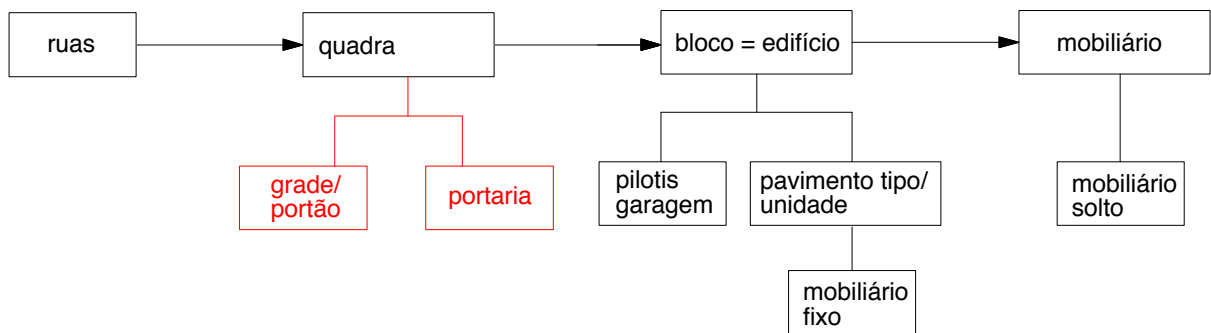 ruas
quadra
bloco = edifício
mobiliário
grade/
portão
portaria
pilotis
garagem
pavimento tipo/
unidade
mobiliário
solto
mobiliário
fixo